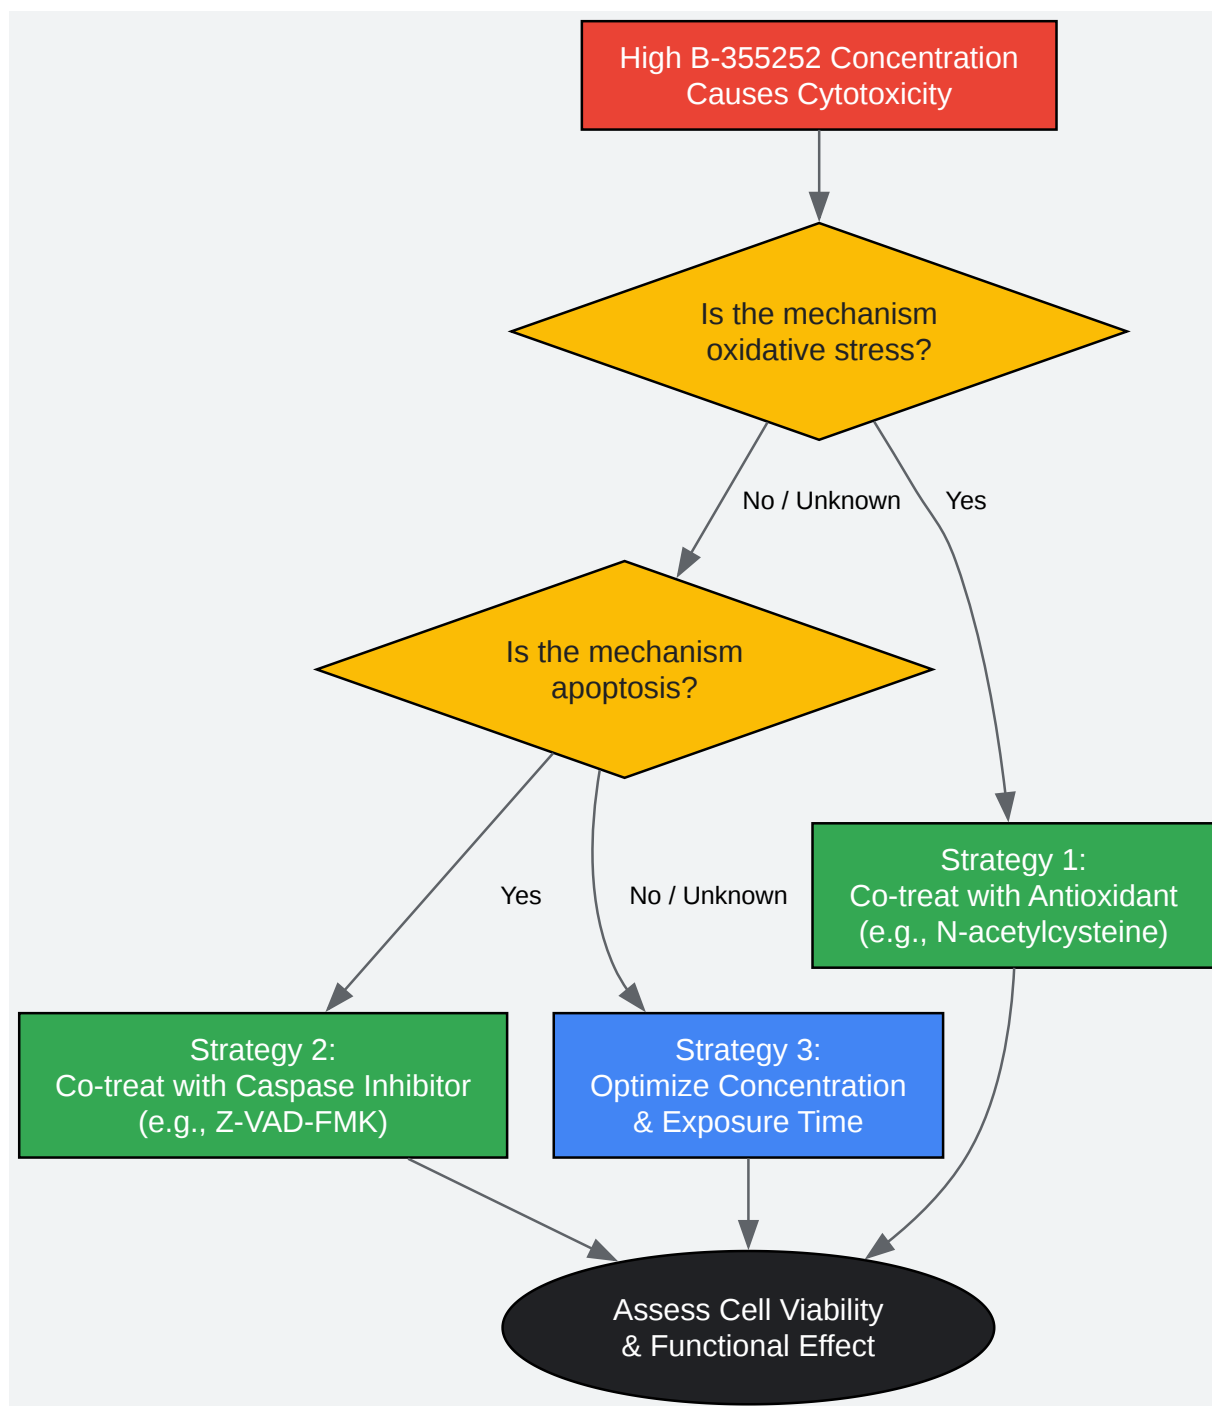 High B-355252 Concentration
Causes Cytotoxicity
Is the mechanism
oxidative stress?
No / Unknown
Yes
Is the mechanism
apoptosis?
Yes
No / Unknown
Strategy 1:
Co-treat with Antioxidant
(e.g., N-acetylcysteine)
Strategy 2:
Co-treat with Caspase Inhibitor
(e.g., Z-VAD-FMK)
Strategy 3:
Optimize Concentration
& Exposure Time
Assess Cell Viability
& Functional Effect